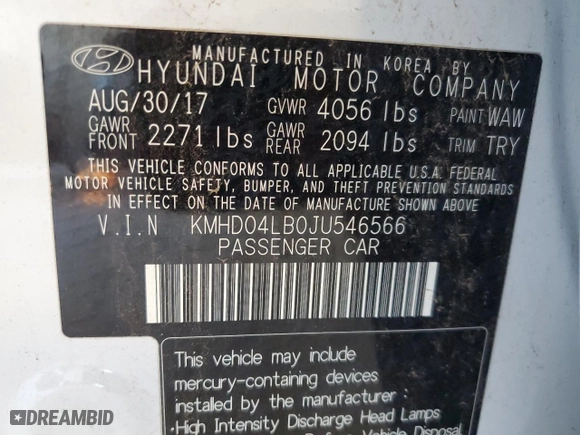 MANUFACTURED IN KOREA BY
HYUNDAI MOTOR COMPANY
AUG/30/17 GVWR 4056 lbs PAINT WAW
GAWR FRONT 2271 lbs GAWR REAR 2094 lbs TRIM TRY
THIS VEHICLE CONFORMS TO ALL APPLICABLE U.S.A. FEDERAL
MOTOR VEHICLE SAFETY, BUMPER, AND THEFT PREVENTION STANDARDS
IN EFFECT ON THE DATE OF MANUFACTURE SHOWN ABOVE.
V.I.N KMHD04LB0JU546566
PASSENGER CAR
This vehicle may include
mercury-containing devices
installed by the manufacturer:
· High Intensity Discharge Head Lamps
Vehicle Disposal
DREAMBID